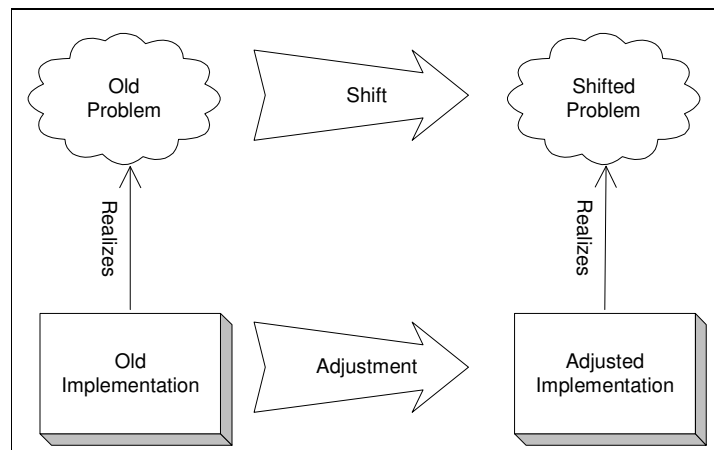 Old
Problem
Shift
Shifted
Problem
Realizes
Realizes
Old
Implementation
Adjustment
Adjusted
Implementation